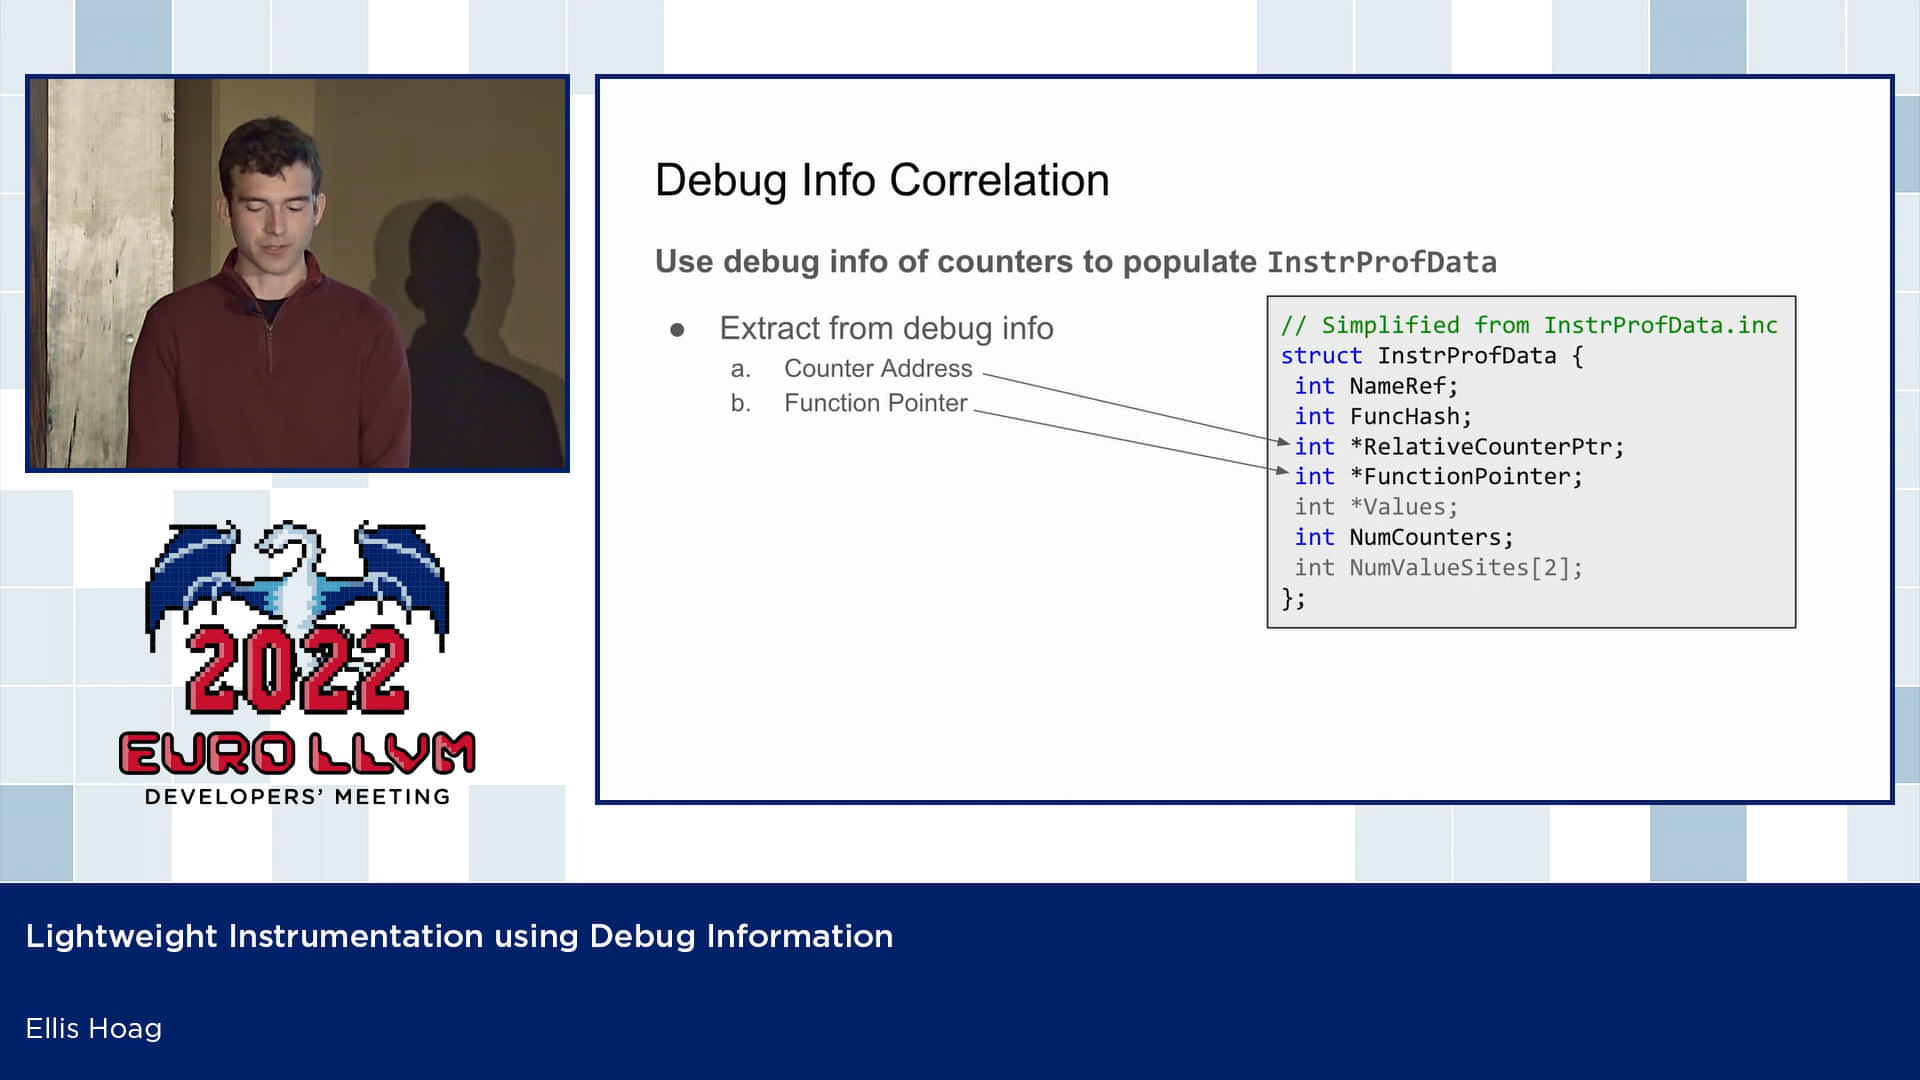 Debug Info Correlation
Use debug info of counters to populate InstrProfData
● Extract from debug info
a. Counter Address
b. Function Pointer
// Simplified from InstrProfData.inc
struct InstrProfData {
int NameRef;
int FuncHash;
int *RelativeCounterPtr;
int *FunctionPointer;
int *Values;
int NumCounters;
int NumValueSites[2];
};
2022
EURO LLVM
DEVELOPERS’ MEETING
Lightweight Instrumentation using Debug Information
Ellis Hoag